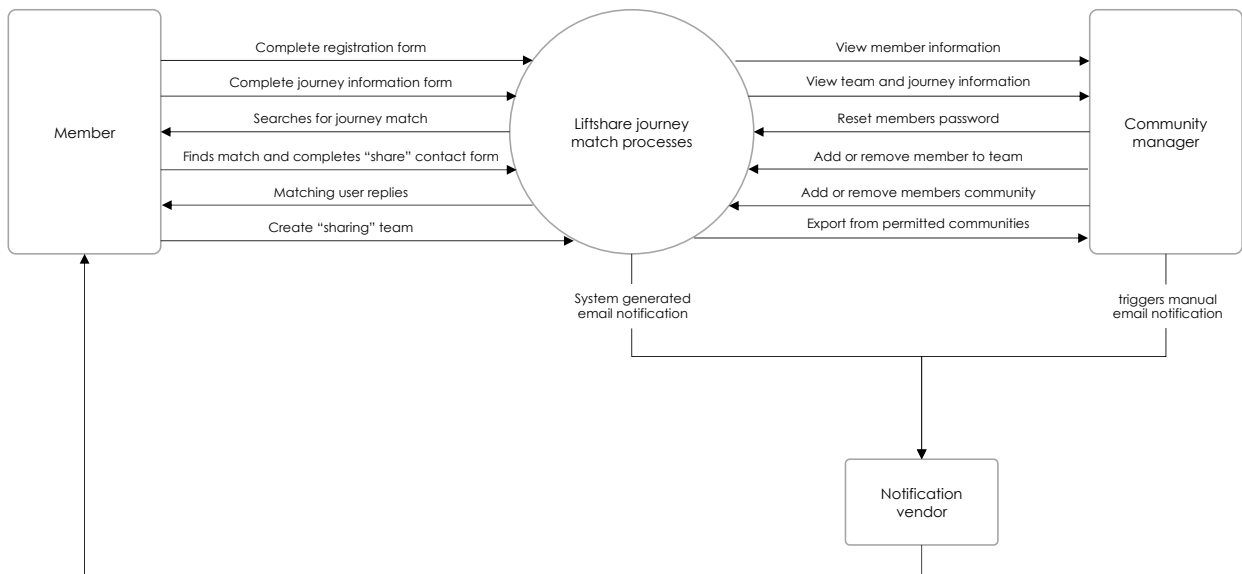 Member
Complete registration form
Complete journey information form
Searches for journey match
Finds match and completes “share” contact form
Matching user replies
Create “sharing” team
Liftshare journey
match processes
View member information
View team and journey information
Reset members password
Add or remove member to team
Add or remove members community
Export from permitted communities
Community
manager
System generated
email notification
triggers manual
email notification
Notification
vendor